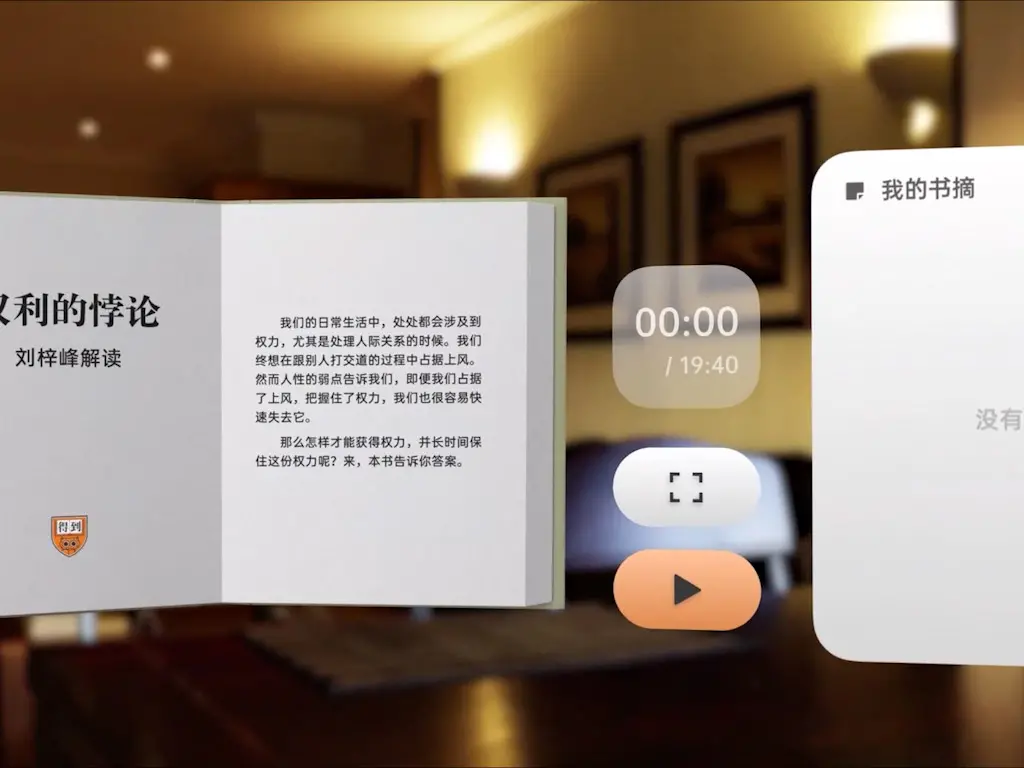 利的悖论
刘梓峰解读
得到
我们的日常生活中，处处都会涉及到
权力，尤其是处理人际关系的时候。我们
终想在跟别人打交道的过程中占据上风。
然而人性的弱点告诉我们，即便我们占据
了上风，把握住了权力，我们也很容易快
速失去它。
那么怎样才能获得权力，并长时间保
住这份权力呢？来，本书告诉你答案。
00:00
/ 19:40
我的书摘
没有